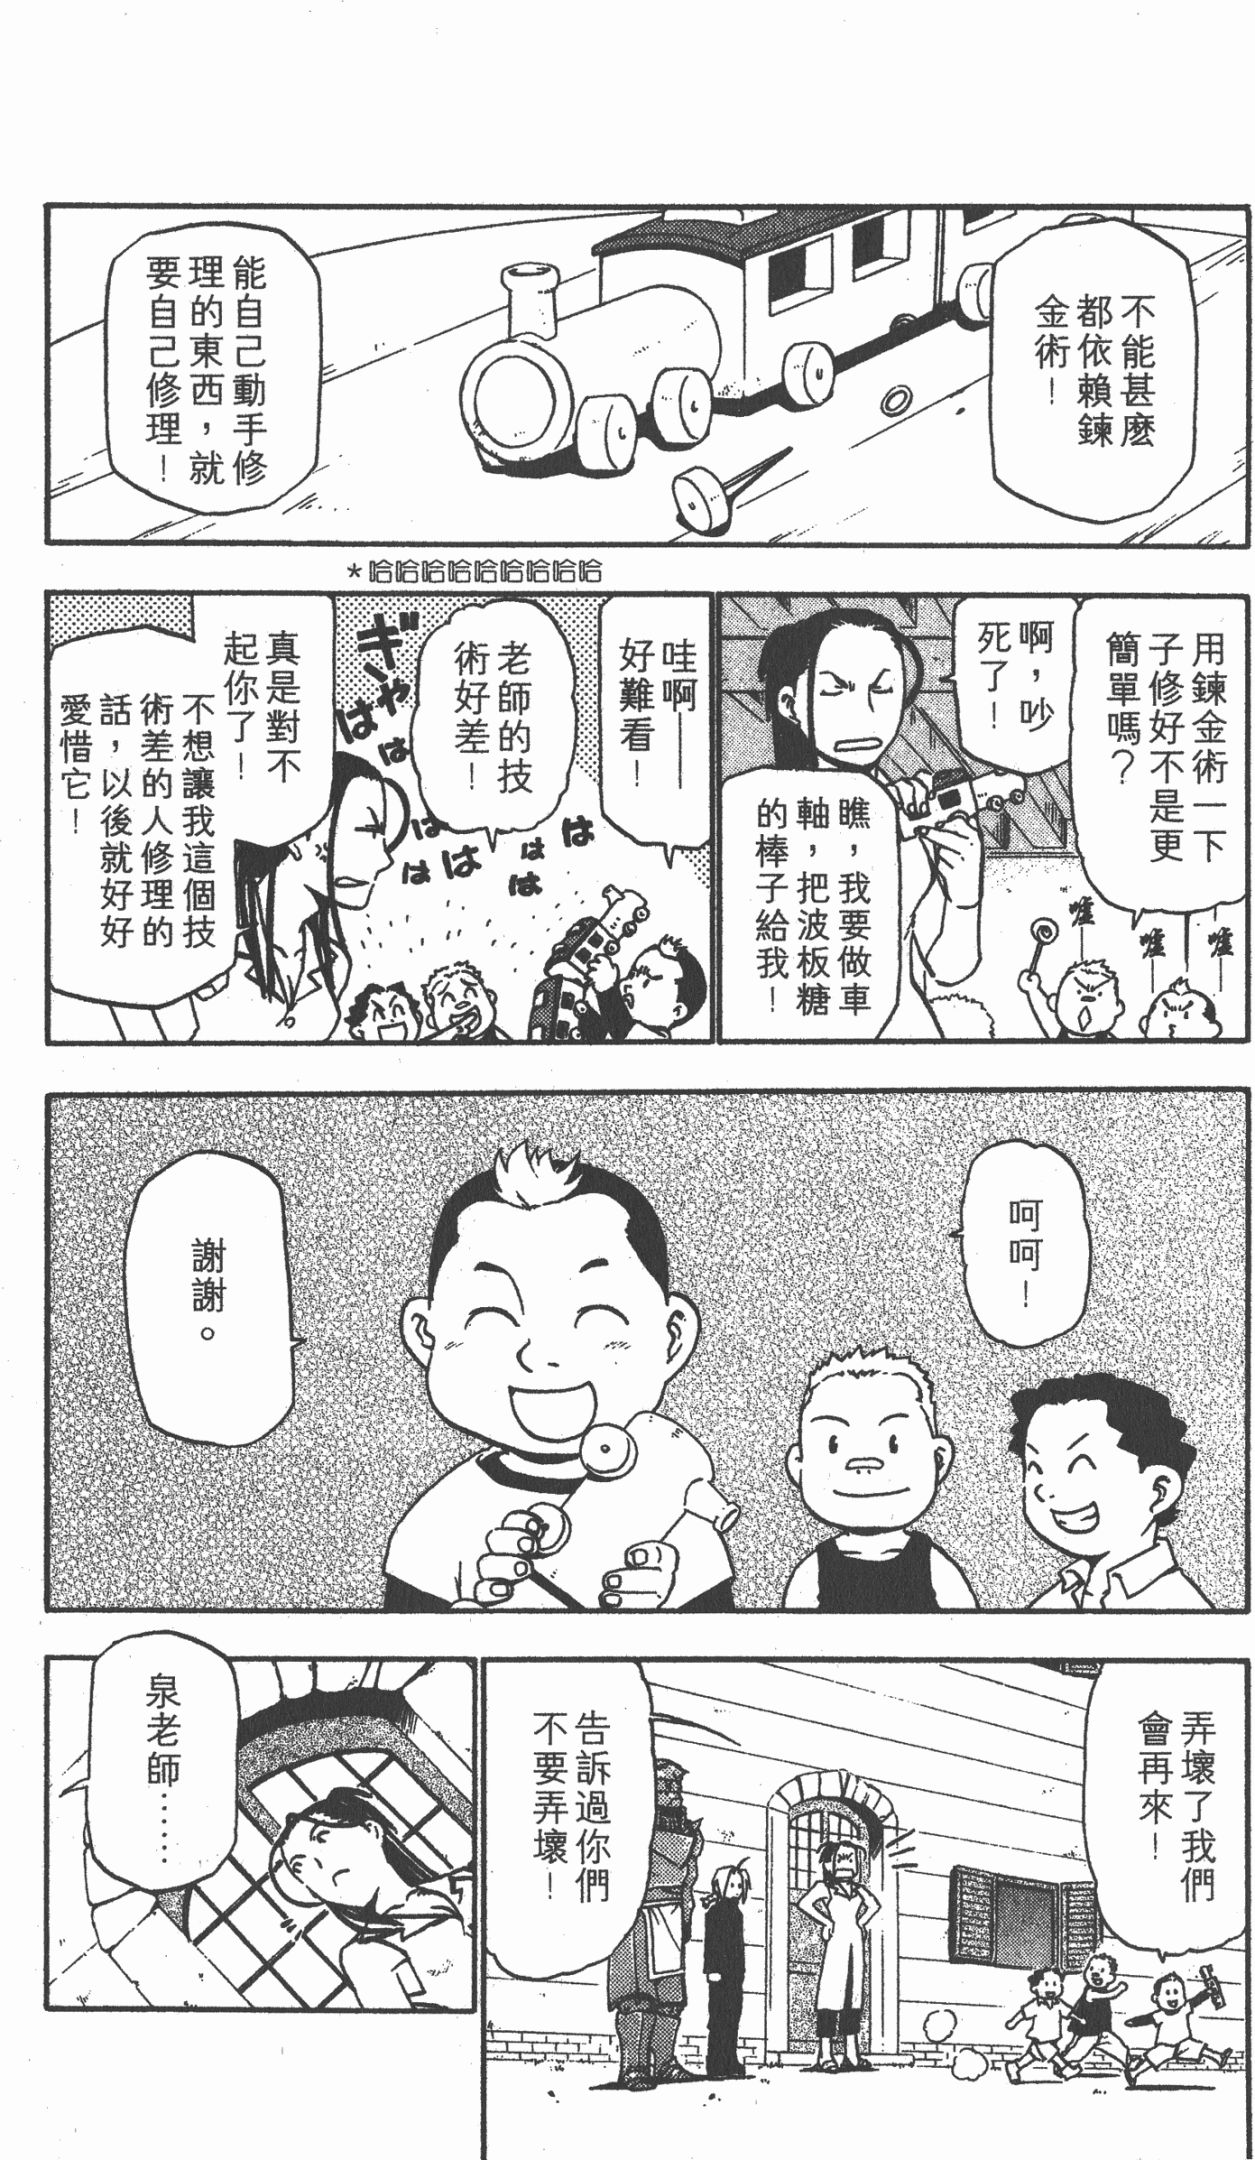 不能甚麽
都依賴鍊
金術！
能自己動手修
理的東西，就
要自己修理！
用鍊金術一下
子修好不是更
簡單嗎？
啊，吵
死了！
噓——
噓——
噓——
瞧，我要做車
軸，把波板糖
的棒子給我！
*哈哈哈哈哈哈哈哈哈
哇啊——
好難看！
老師的技
術好差！
ギャ
はは
はははははは
真是對不
起你了！
不想讓我這個技
術差的人修理的
話，以後就好好
愛惜它！
呵呵！
謝謝。
弄壞了我們
會再來！
告訴過你們
不要弄壞！
泉老師……